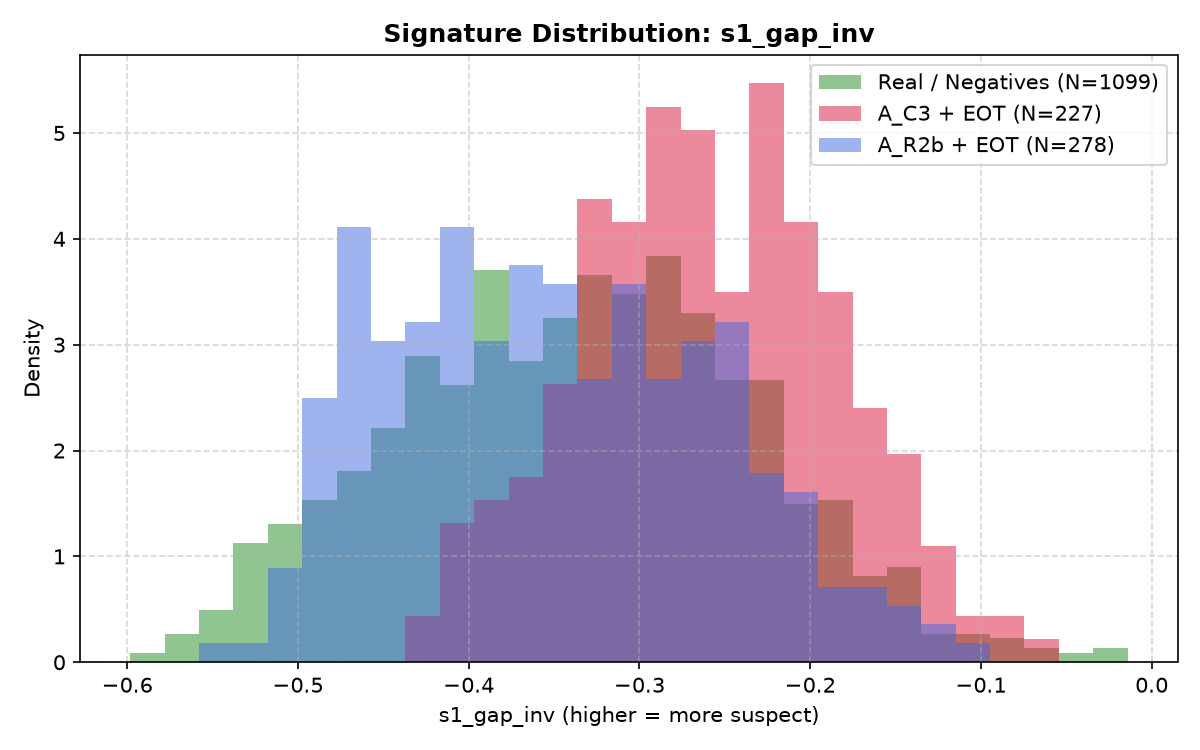 Signature Distribution: s1_gap_inv
Real / Negatives (N=1099)
A_C3 + EOT (N=227)
A_R2b + EOT (N=278)
Density
5
4
3
2
1
0
−0.6 −0.5 −0.4 −0.3 −0.2 −0.1 0.0
s1_gap_inv (higher = more suspect)